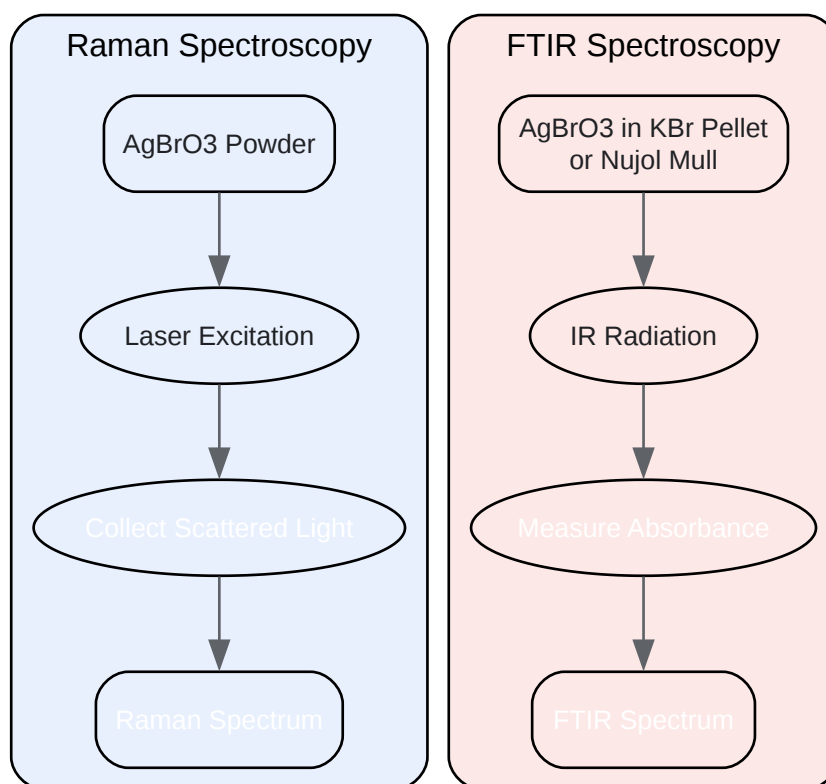 Raman Spectroscopy
AgBrO3 Powder
Laser Excitation
Collect Scattered Light
Raman Spectrum
FTIR Spectroscopy
AgBrO3 in KBr Pellet
or Nujol Mull
IR Radiation
Measure Absorbance
FTIR Spectrum